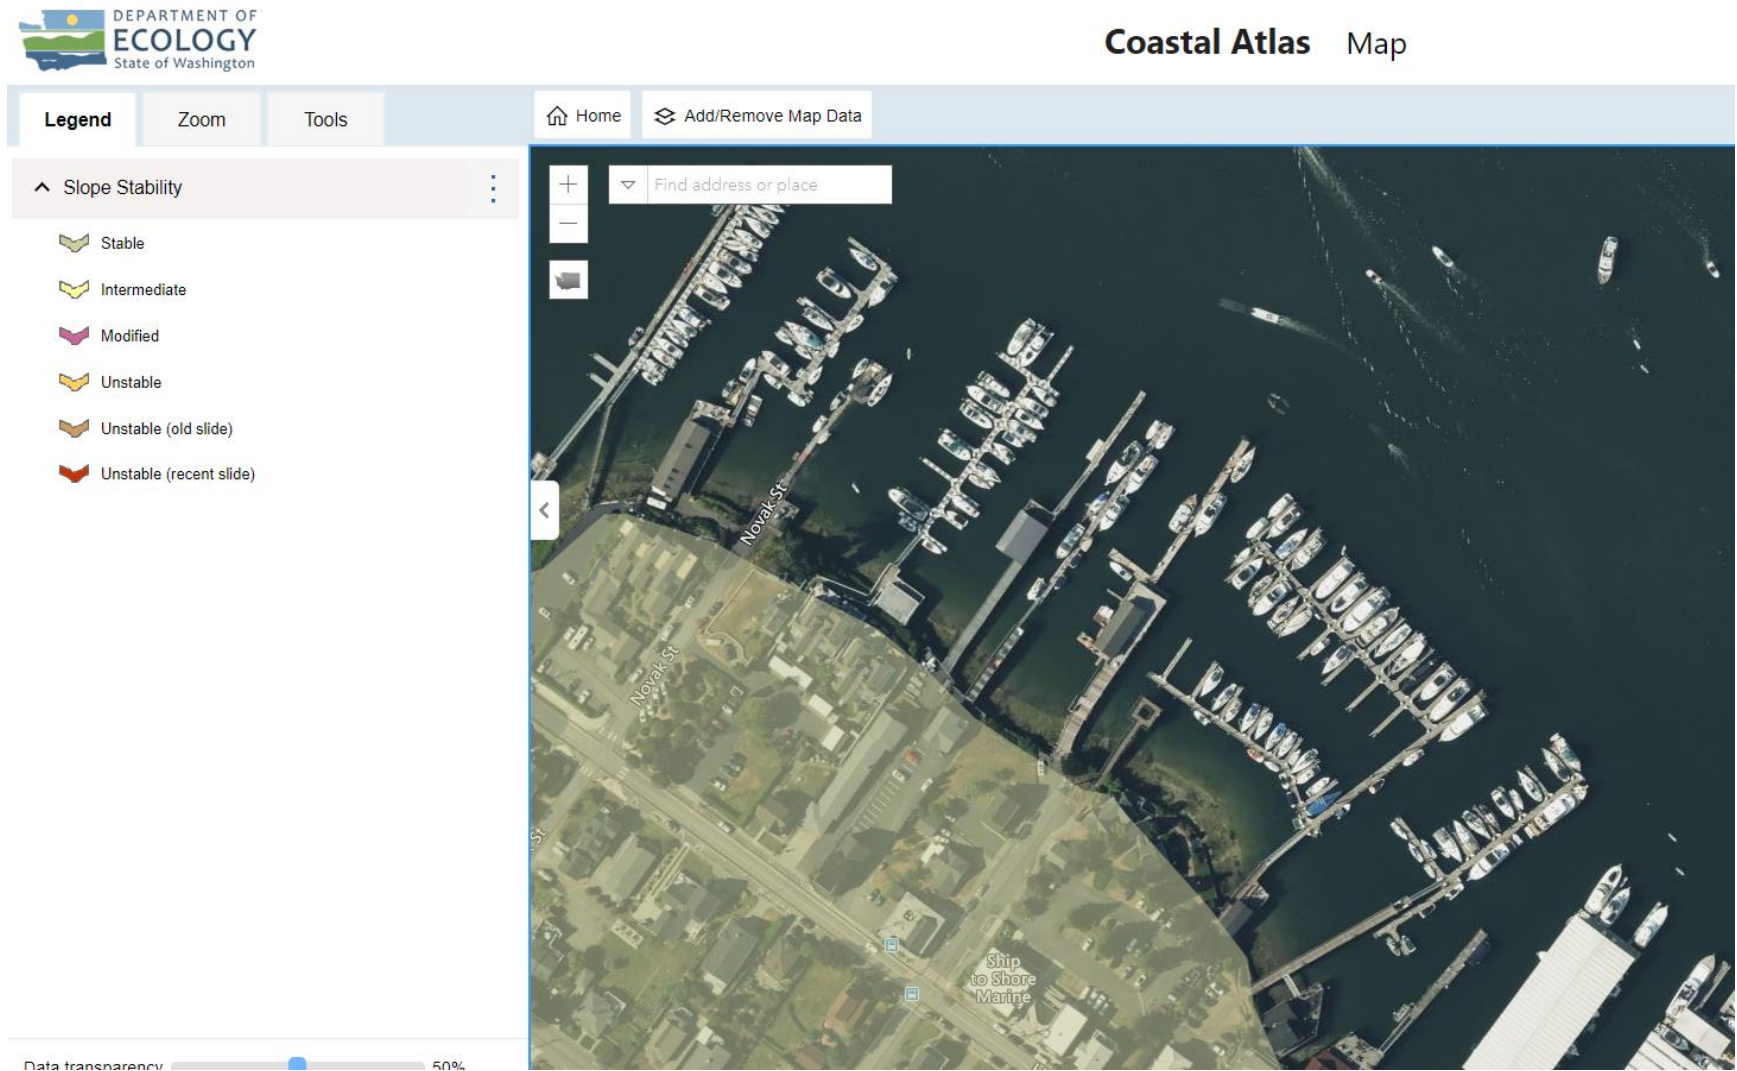 DEPARTMENT OF
ECOLOGY
State of Washington
Coastal Atlas Map
Legend
Zoom
Tools
Home
Add/Remove Map Data
Slope Stability
Find address or place
Stable
Intermediate
Modified
Unstable
Unstable (old slide)
Unstable (recent slide)
Novak St
Novak St
St
Ship
to Shore
Marine
Data transparency
50%